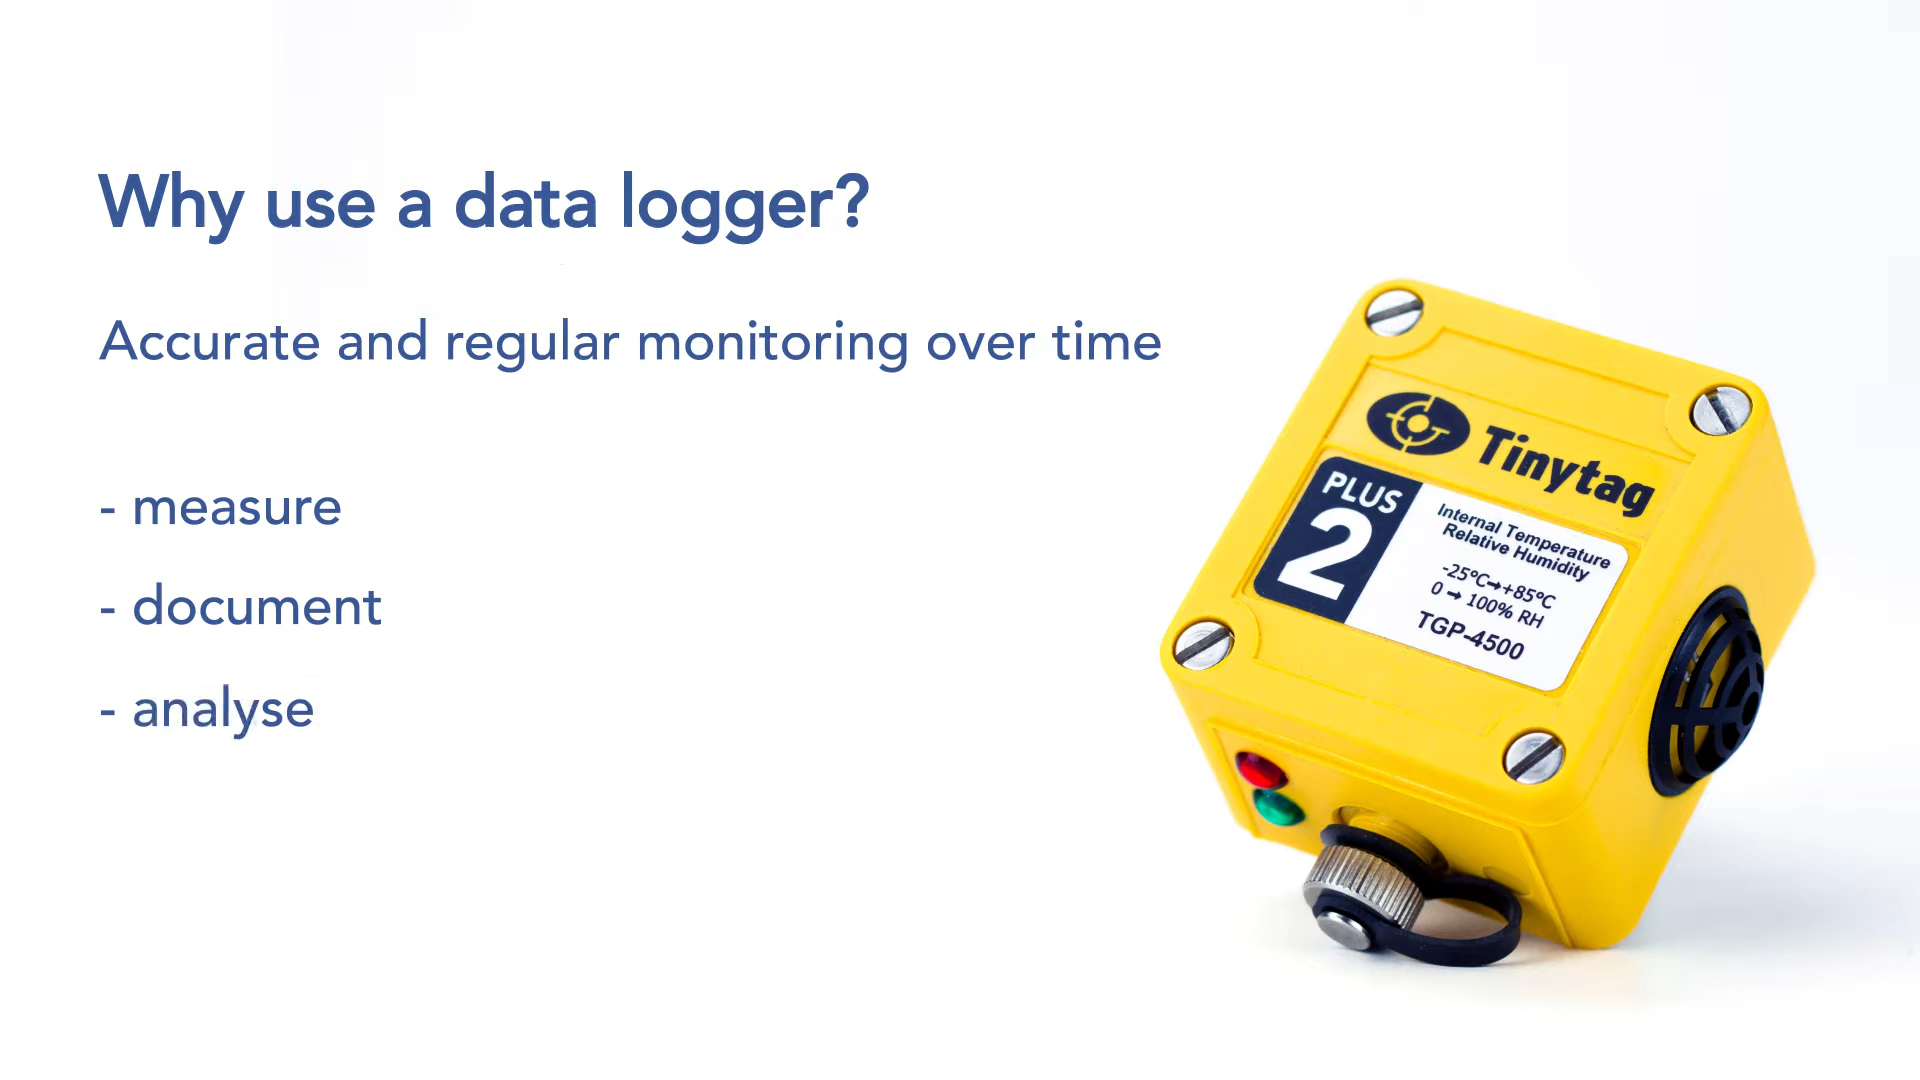 Why use a data logger?
Accurate and regular monitoring over time
- measure
- document
- analyse
Tinytag
PLUS
2
Internal Temperature
Relative Humidity
-25°C→+85°C
0 → 100% RH
TGP-4500